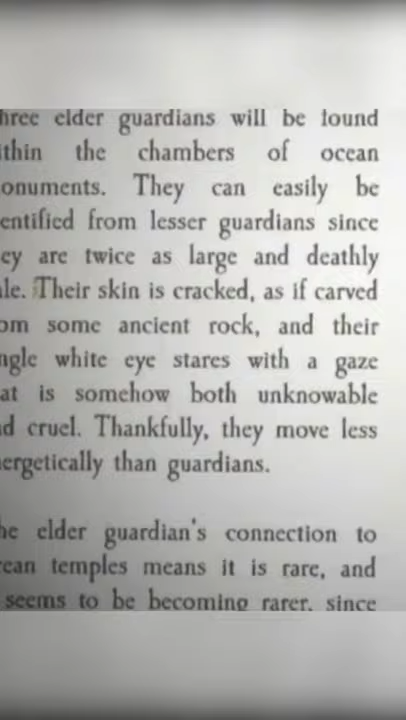 hree elder guardians will be found
ithin the chambers of ocean
onuments. They can easily be
entified from lesser guardians since
ey are twice as large and deathly
ale. Their skin is cracked, as if carved
om some ancient rock, and their
ngle white eye stares with a gaze
at is somehow both unknowable
nd cruel. Thankfully, they move less
nergetically than guardians.
he elder guardian's connection to
cean temples means it is rare, and
seems to be becoming rarer, since